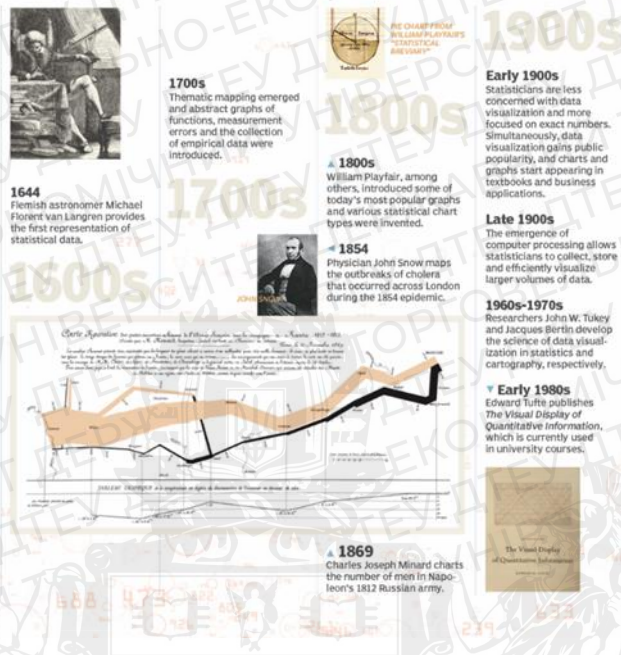 1644
Flemish astronomer Michael
Florent van Langren provides
the first representation of
statistical data.
1600s
1700s
Thematic mapping emerged
and abstract graphs of
functions, measurement
errors and the collection
of empirical data were
introduced.
1700s
PIE CHART FROM
WILLIAM PLAYFAIR'S
"STATISTICAL
BREVIARY"
1800s
1800s
William Playfair, among
others, introduced some of
today's most popular graphs
and various statistical chart
types were invented.
1854
Physician John Snow maps
the outbreaks of cholera
that occurred across London
during the 1854 epidemic.
JOHN SNOW
1869
Charles Joseph Minard charts
the number of men in Napo-
leon's 1812 Russian army.
1900s
Early 1900s
Statisticians are less
concerned with data
visualization and more
focused on exact numbers.
Simultaneously, data
visualization gains public
popularity, and charts and
graphs start appearing in
textbooks and business
applications.
Late 1900s
The emergence of
computer processing allows
statisticians to collect, store
and efficiently visualize
larger volumes of data.
1960s-1970s
Researchers John W. Tukey
and Jacques Bertin develop
the science of data visual-
ization in statistics and
cartography, respectively.
Early 1980s
Edward Tufte publishes
The Visual Display of
Quantitative Information,
which is currently used
in university courses.
The Visual Display
of Quantitative Information